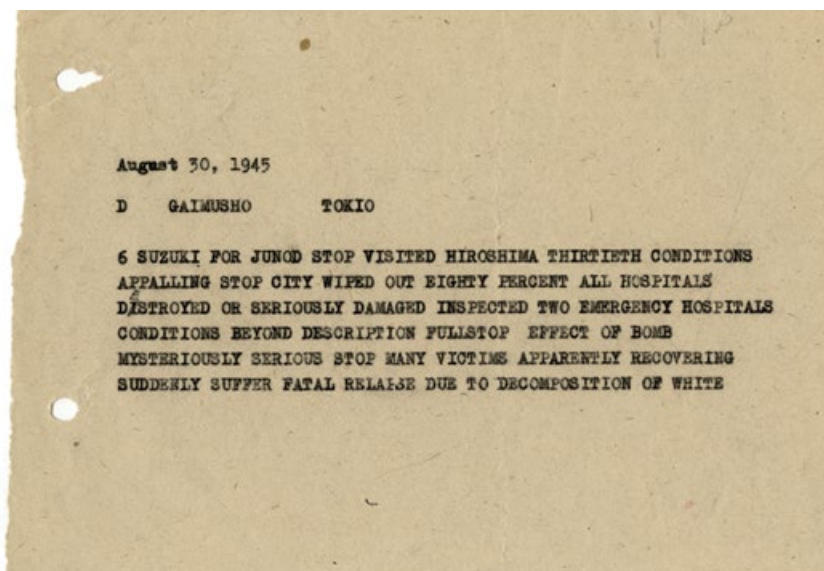 August 30, 1945
D GAIMUSHO TOKIO
6 SUZUKI FOR JUNOD STOP VISITED HIROSHIMA THIRTIETH CONDITIONS
APPALLING STOP CITY WIPED OUT EIGHTY PERCENT ALL HOSPITALS
DESTROYED OR SERIOUSLY DAMAGED INSPECTED TWO EMERGENCY HOSPITALS
CONDITIONS BEYOND DESCRIPTION FULLSTOP EFFECT OF BOMB
MYSTERIOUSLY SERIOUS STOP MANY VICTIMS APPARENTLY RECOVERING
SUDDENLY SUFFER FATAL RELAPSE DUE TO DECOMPOSITION OF WHITE